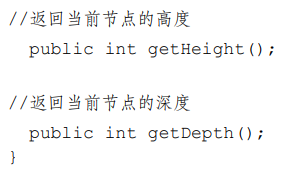 //返回当前节点的高度
public int getHeight();
//返回当前节点的深度
public int getDepth();
}